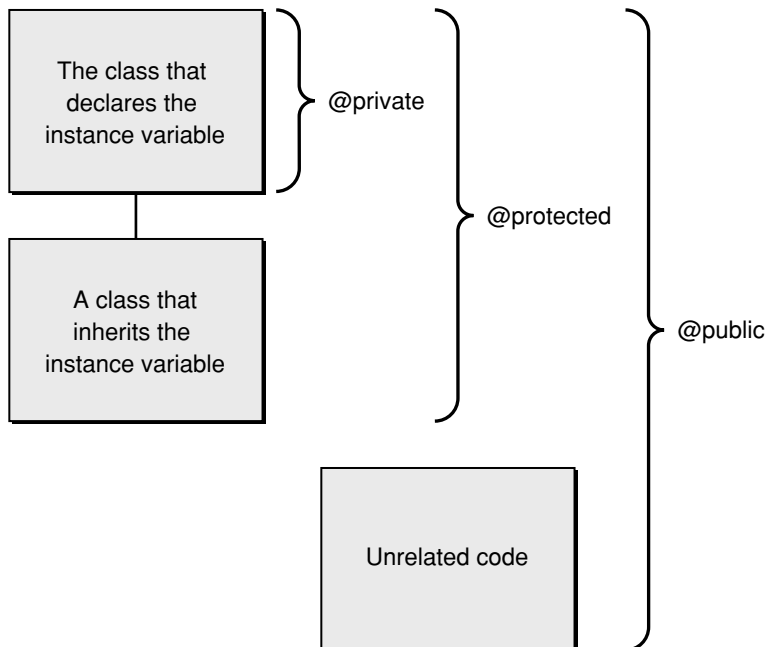 The class that
declares the
instance variable
@private
@protected
A class that
inherits the
instance variable
@public
Unrelated code